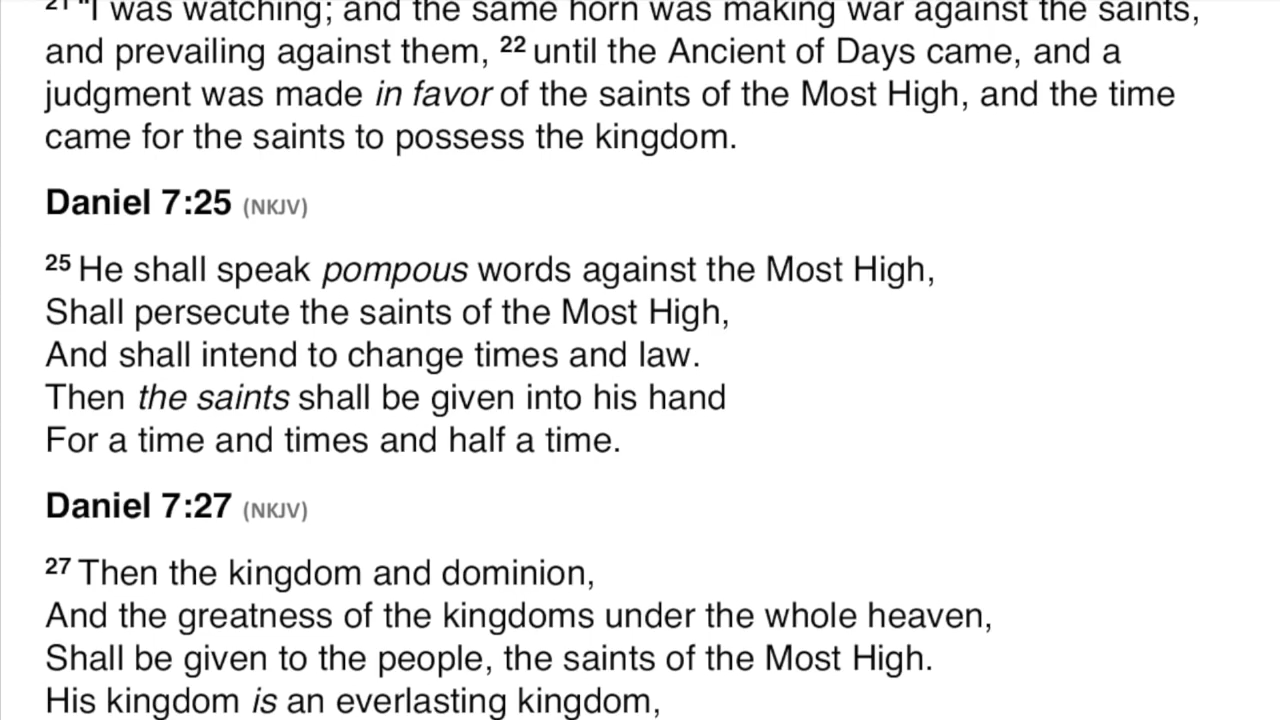 21 "I was watching; and the same horn was making war against the saints,
and prevailing against them, 22 until the Ancient of Days came, and a
judgment was made in favor of the saints of the Most High, and the time
came for the saints to possess the kingdom.
Daniel 7:25 (NKJV)
25 He shall speak pompous words against the Most High,
Shall persecute the saints of the Most High,
And shall intend to change times and law.
Then the saints shall be given into his hand
For a time and times and half a time.
Daniel 7:27 (NKJV)
27 Then the kingdom and dominion,
And the greatness of the kingdoms under the whole heaven,
Shall be given to the people, the saints of the Most High.
His kingdom is an everlasting kingdom,